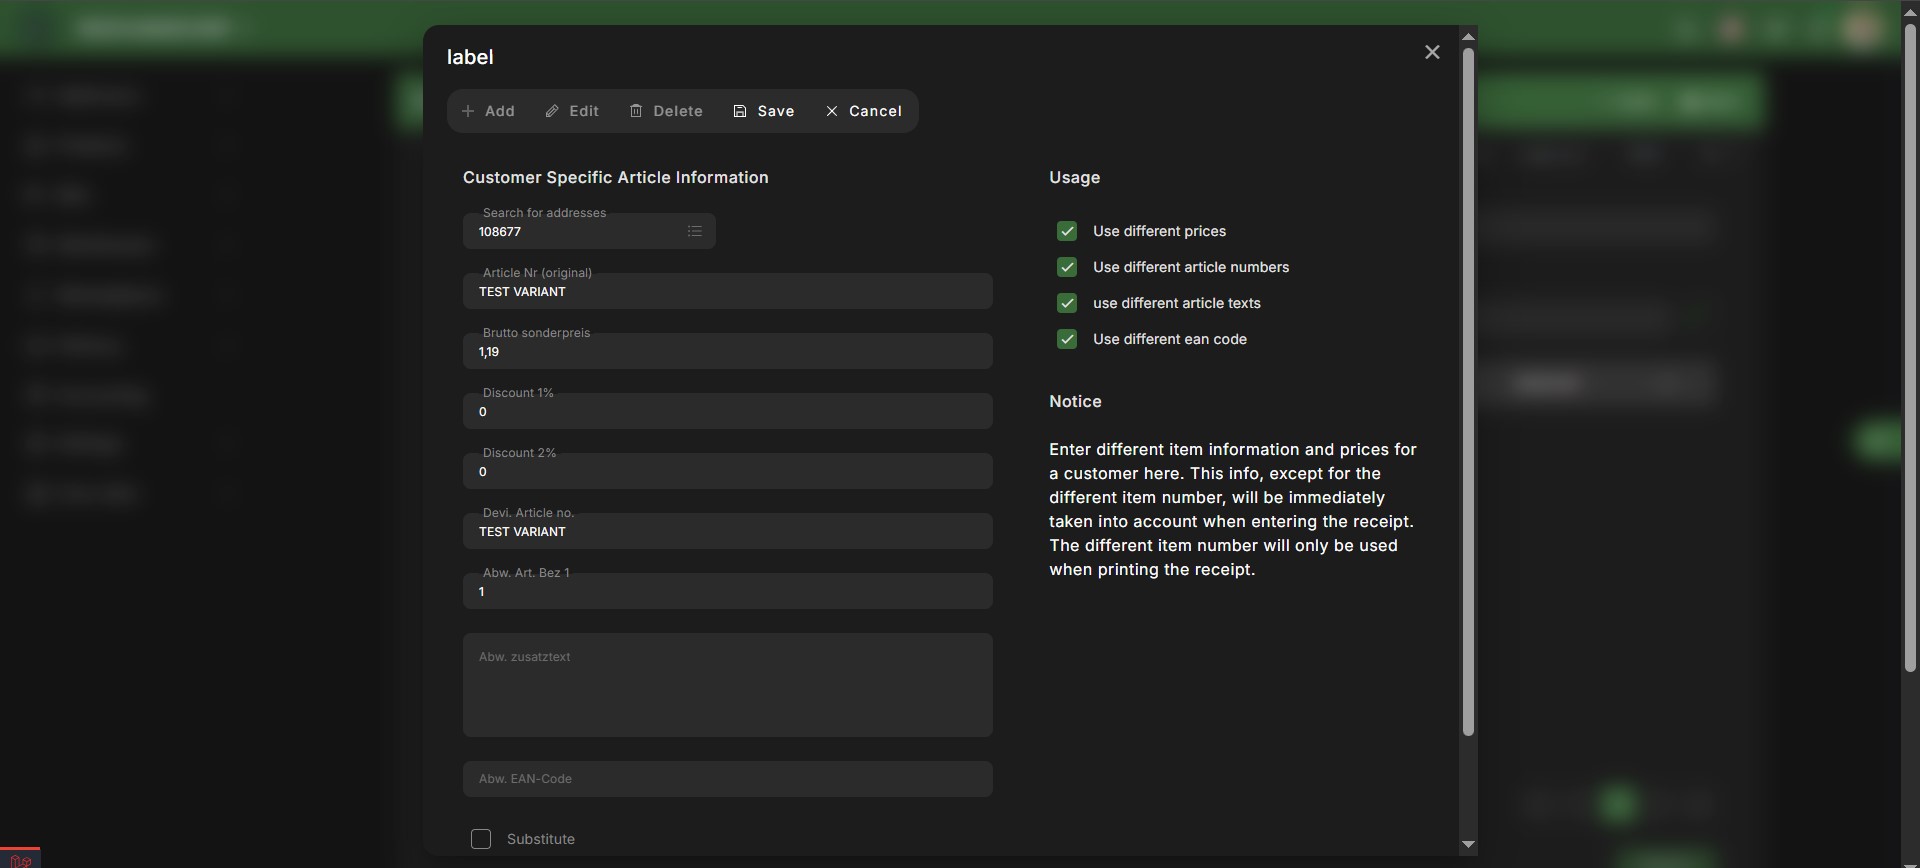 label
Add Edit Delete Save Cancel
Customer Specific Article Information
Search for addresses
108677
Article Nr (original)
TEST VARIANT
Brutto sonderpreis
1,19
Discount 1%
0
Discount 2%
0
Devi. Article no.
TEST VARIANT
Abw. Art. Bez 1
1
Abw. zusatztext
Abw. EAN-Code
Substitute
Usage
Use different prices
Use different article numbers
use different article texts
Use different ean code
Notice
Enter different item information and prices for
a customer here. This info, except for the
different item number, will be immediately
taken into account when entering the receipt.
The different item number will only be used
when printing the receipt.